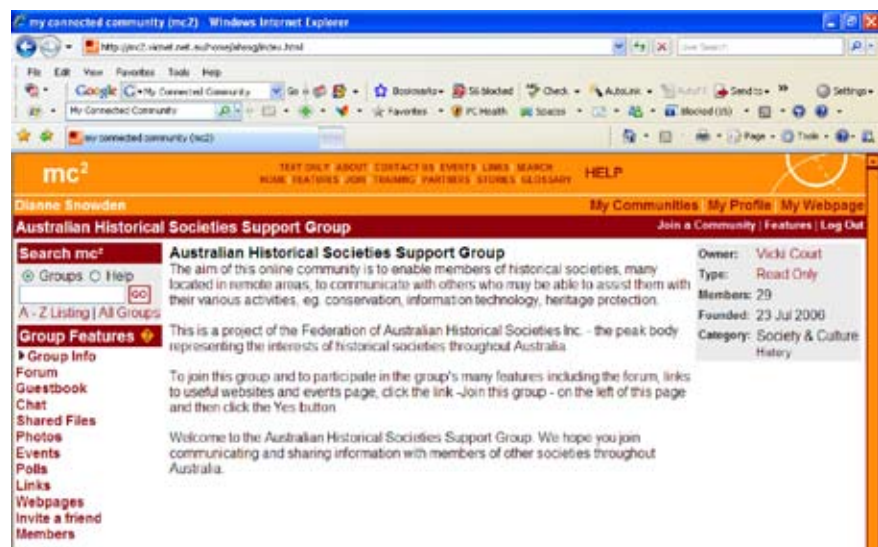 my connected community (mc2) Windows Internet Explorer
File Edit View Favorites Tools Help
Google
Settings
My Connected Community
Favorites PC Health Spaces
my connected community (mc2)
Page Tools
mc²
TEXT ONLY ABOUT CONTACT US EVENTS LINKS SEARCH
HOME FEATURES JOIN TRAINING PARTNERS STORIES GLOSSARY
HELP
Dianne Snowden
My Communities My Profile My Webpage
Australian Historical Societies Support Group
Join a Community | Features | Log Out
Search mc²
Groups Help
GO
A - Z Listing | All Groups
Group Features
Group Info
Forum
Guestbook
Chat
Shared Files
Photos
Events
Polls
Links
Webpages
Invite a friend
Members
Australian Historical Societies Support Group
The aim of this online community is to enable members of historical societies, many
located in remote areas, to communicate with others who may be able to assist them with
their various activities, eg. conservation, information technology, heritage protection.
This is a project of the Federation of Australian Historical Societies Inc. - the peak body
representing the interests of historical societies throughout Australia
To join this group and to participate in the group's many features including the forum, links
to useful websites and events page, click the link -Join this group - on the left of this page
and then click the Yes button
Welcome to the Australian Historical Societies Support Group. We hope you join
communicating and sharing information with members of other societies throughout
Australia.
Owner: Vicki Court
Type: Read Only
Members: 29
Founded: 23 Jul 2006
Category: Society & Culture
History